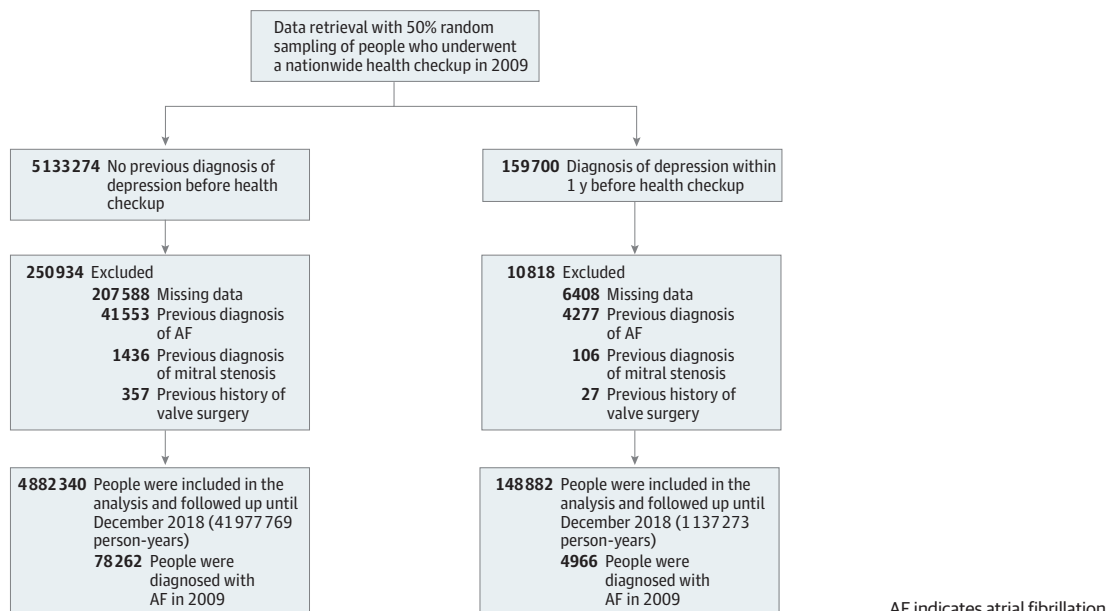 Data retrieval with 50% random
sampling of people who underwent
a nationwide health checkup in 2009
5133274 No previous diagnosis of
depression before health
checkup
159700 Diagnosis of depression within
1 y before health checkup
250934 Excluded
207588 Missing data
41553 Previous diagnosis
of AF
1436 Previous diagnosis
of mitral stenosis
357 Previous history of
valve surgery
10818 Excluded
6408 Missing data
4277 Previous diagnosis
of AF
106 Previous diagnosis
of mitral stenosis
27 Previous history of
valve surgery
4882340 People were included in the
analysis and followed up until
December 2018 (41977769
person-years)
78262 People were
diagnosed with
AF in 2009
148882 People were included in the
analysis and followed up until
December 2018 (1137273
person-years)
4966 People were
diagnosed with
AF in 2009
AF indicates atrial fibrillation